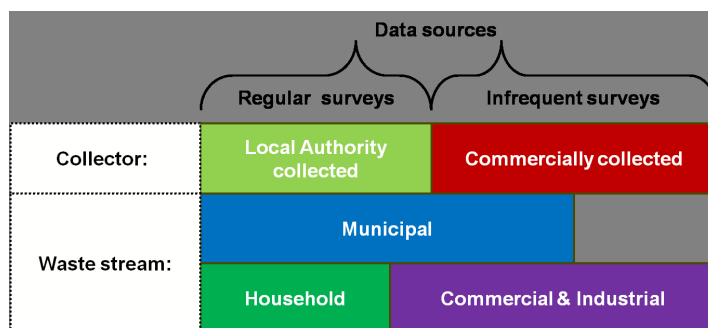 Data sources
Regular surveys
Infrequent surveys
Collector:
Local Authority
collected
Commercially collected
Waste stream:
Municipal
Household
Commercial & Industrial